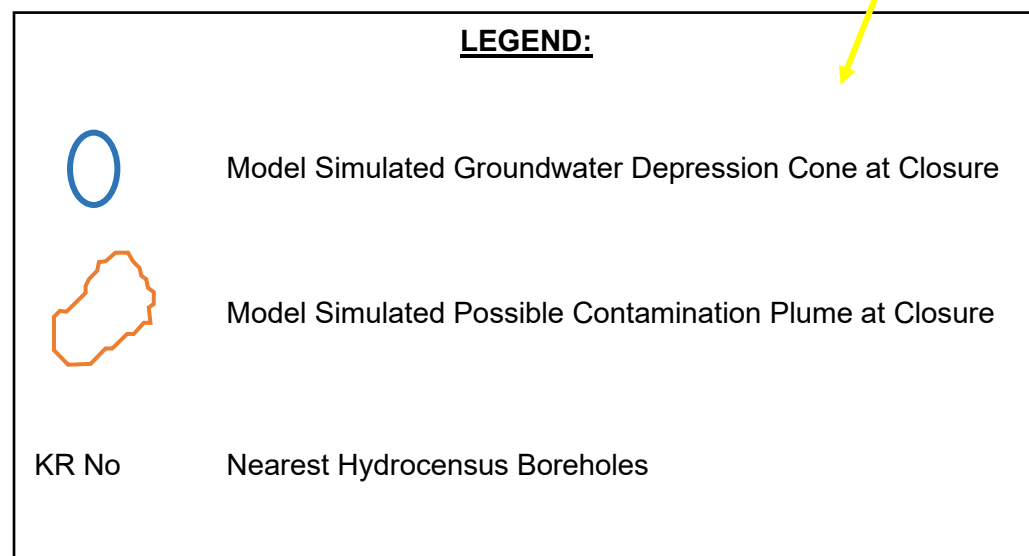 LEGEND:
Model Simulated Groundwater Depression Cone at Closure
Model Simulated Possible Contamination Plume at Closure
KR No Nearest Hydrocensus Boreholes